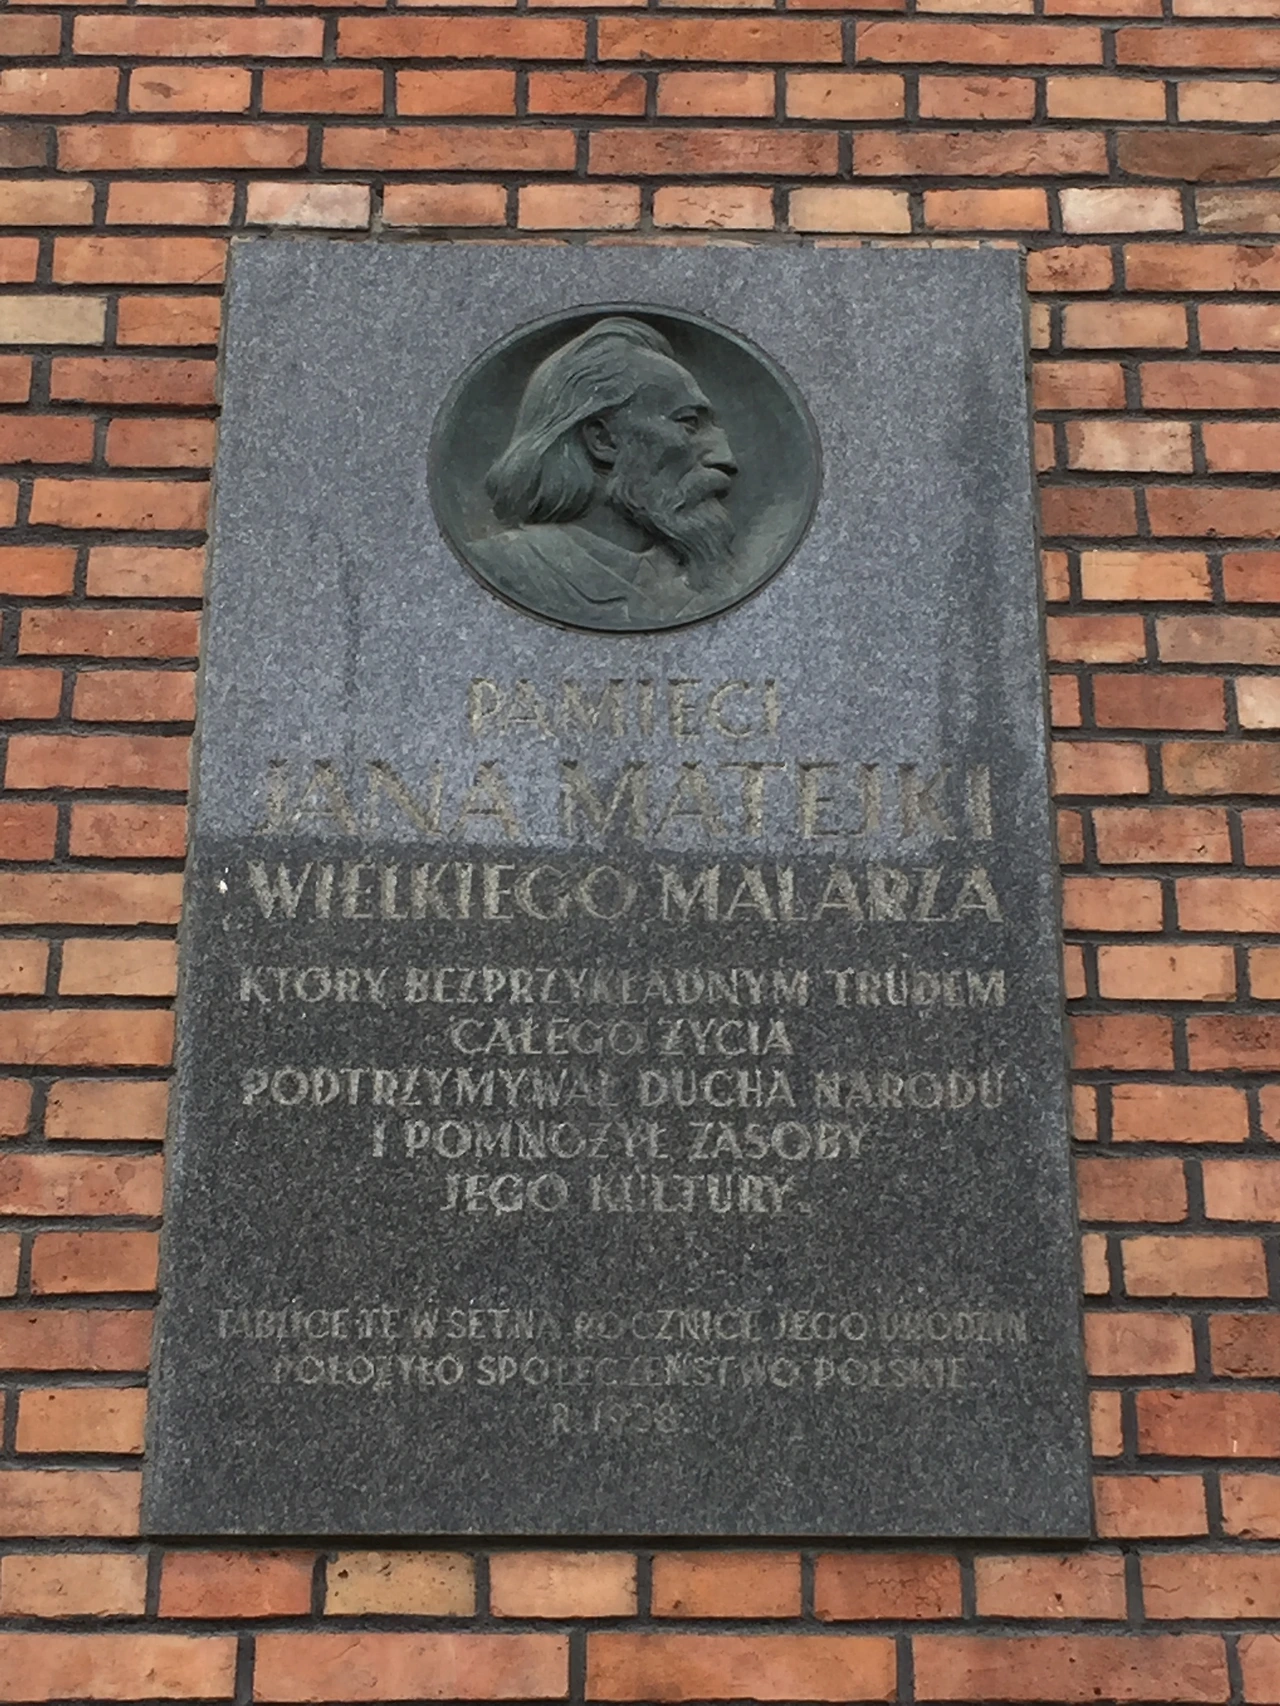 PAMIĘCI
JANA MATEJKI
WIELKIEGO MALARZA
KTÓRY BEZPRZYKŁADNYM TRUDEM
CAŁEGO ŻYCIA
PODTRZYMYWAŁ DUCHA NARODU
I POMNOŻYŁ ZASOBY
JEGO KULTURY.
TABLICĘ TĘ W SETNĄ ROCZNICĘ JEGO URODZIN
POŁOŻYŁO SPOŁECZEŃSTWO POLSKIE
R. 1938